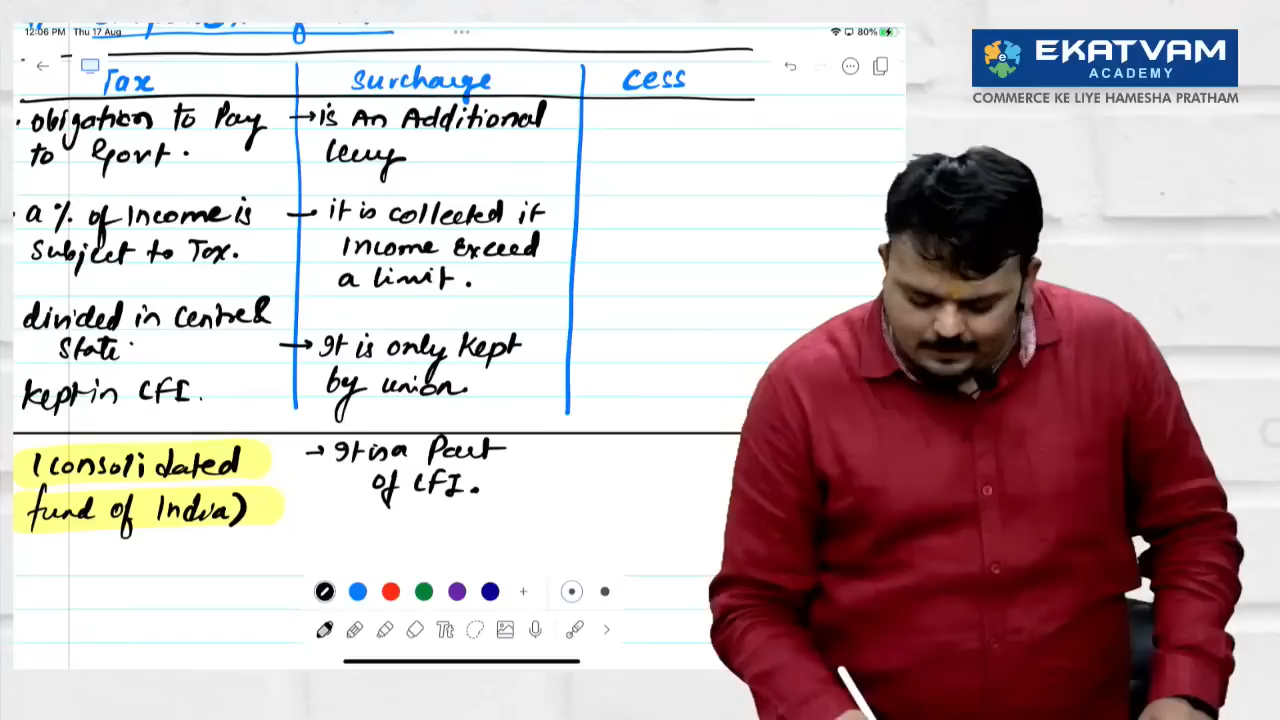 12:06 PM Thu 17 Aug
80%
EKATVAM
ACADEMY
COMMERCE KE LIYE HAMESHA PRATHAM
Tax
surcharge
cess
obligation to Pay
to Govt.
a % of Income is
subject to Tax.
divided in Centre &
State
kept in CFI.
(Consolidated
fund of India)
→ is An Additional
levy
→ it is collected if
Income Exceed
a limit.
→ It is only kept
by union.
→ It is a Part
of CFI.
Tt